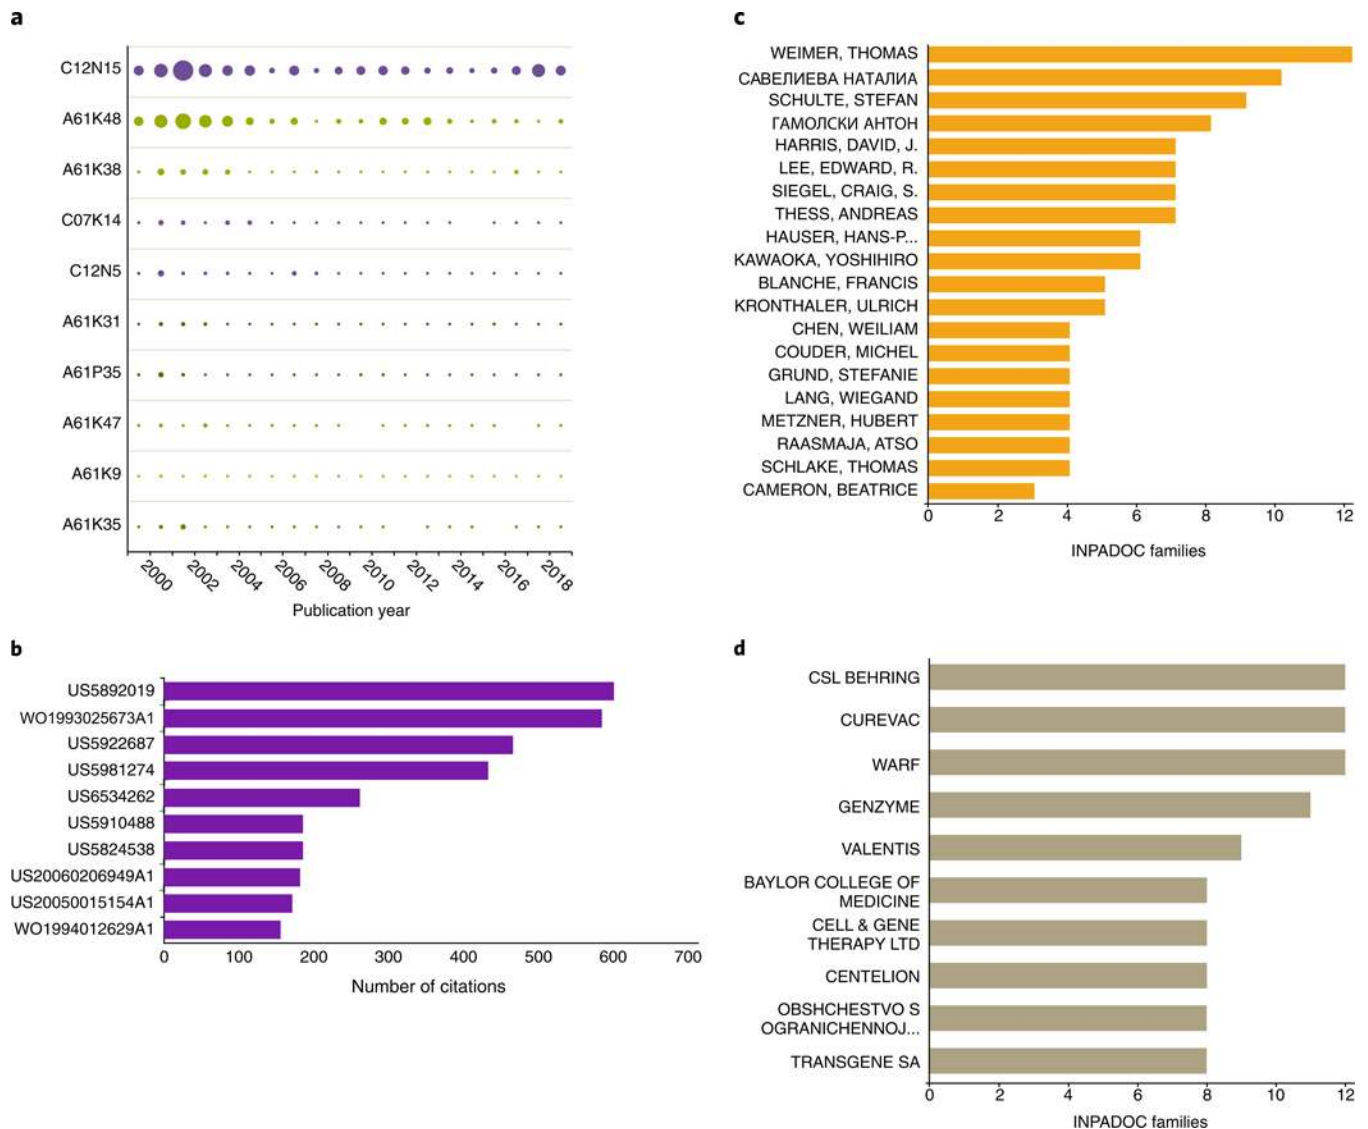 a
C12N15
A61K48
A61K38
C07K14
C12N5
A61K31
A61P35
A61K47
A61K9
A61K35
2000 2002 2004 2006 2008 2010 2012 2014 2016 2018
Publication year
b
US5892019
WO1993025673A1
US5922687
US5981274
US6534262
US5910488
US5824538
US20060206949A1
US20050015154A1
WO1994012629A1
0 100 200 300 400 500 600 700
Number of citations
c
WEIMER, THOMAS
САВЕЛИЕВА НАТАЛИА
SCHULTE, STEFAN
ГАМОЛСКИ АНТОН
HARRIS, DAVID, J.
LEE, EDWARD, R.
SIEGEL, CRAIG, S.
THESS, ANDREAS
HAUSER, HANS-P...
KAWAOKA, YOSHIHIRO
BLANCHE, FRANCIS
KRONTHALER, ULRICH
CHEN, WEILIAM
COUDER, MICHEL
GRUND, STEFANIE
LANG, WIEGAND
METZNER, HUBERT
RAASMAJA, ATSO
SCHLAKE, THOMAS
CAMERON, BEATRICE
0 2 4 6 8 10 12
INPADOC families
d
CSL BEHRING
CUREVAC
WARF
GENZYME
VALENTIS
BAYLOR COLLEGE OF
MEDICINE
CELL & GENE
THERAPY LTD
CENTELION
OBSHCHESTVO S
OGRANICHENNOJ...
TRANSGENE SA
0 2 4 6 8 10 12
INPADOC families